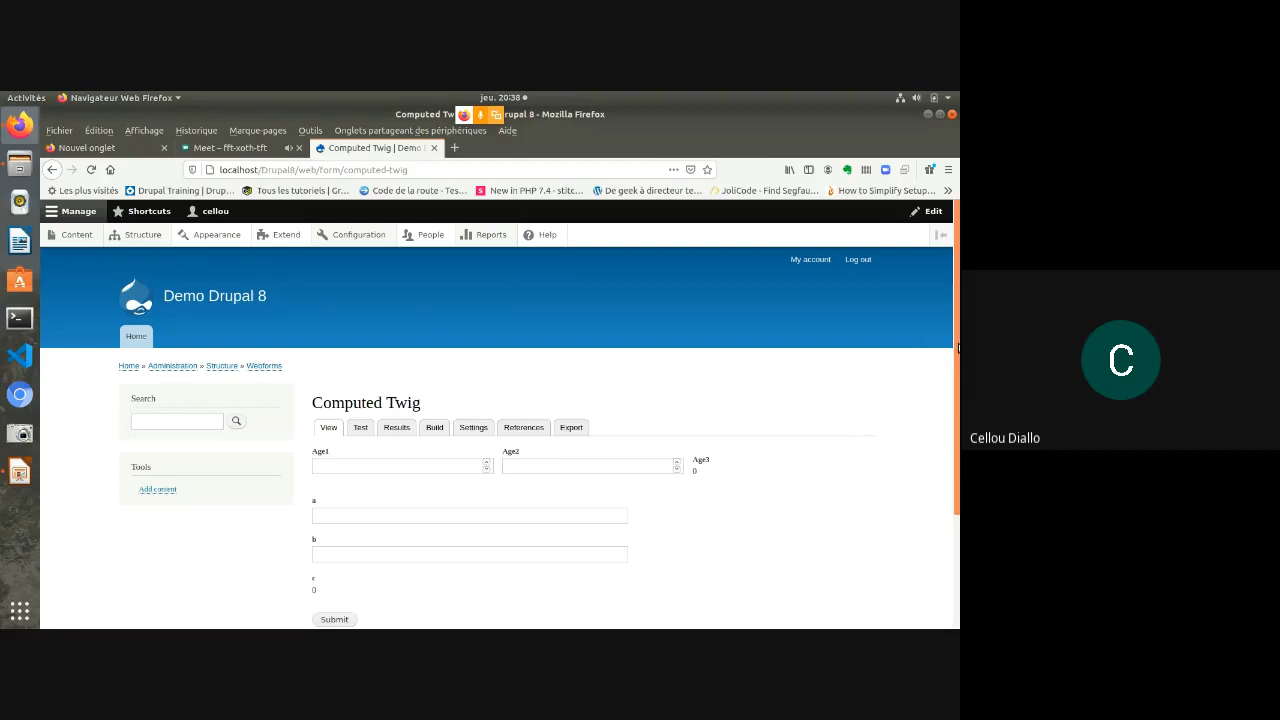 Activités Navigateur Web Firefox jeu. 20:38
Computed Tw rupal 8 - Mozilla Firefox
Fichier Édition Affichage Historique Marque-pages Outils Onglets partageant des périphériques Aide
Nouvel onglet Meet – fft-xoth-tft Computed Twig | Demo
localhost/Drupal8/web/form/computed-twig
Les plus visités Drupal Training | Drup… Tous les tutoriels | Gr… Code de la route - Tes… New in PHP 7.4 - stitc… De geek à directeur te… JoliCode - Find Segfau… How to Simplify Setup…
Manage Shortcuts cellou Edit
Content Structure Appearance Extend Configuration People Reports Help
My account Log out
Demo Drupal 8
Home
Home » Administration » Structure » Webforms
Search
Computed Twig
View Test Results Build Settings References Export
Age1 Age2 Age3
0
Tools
Add content
a
b
c
0
Submit
C
Cellou Diallo